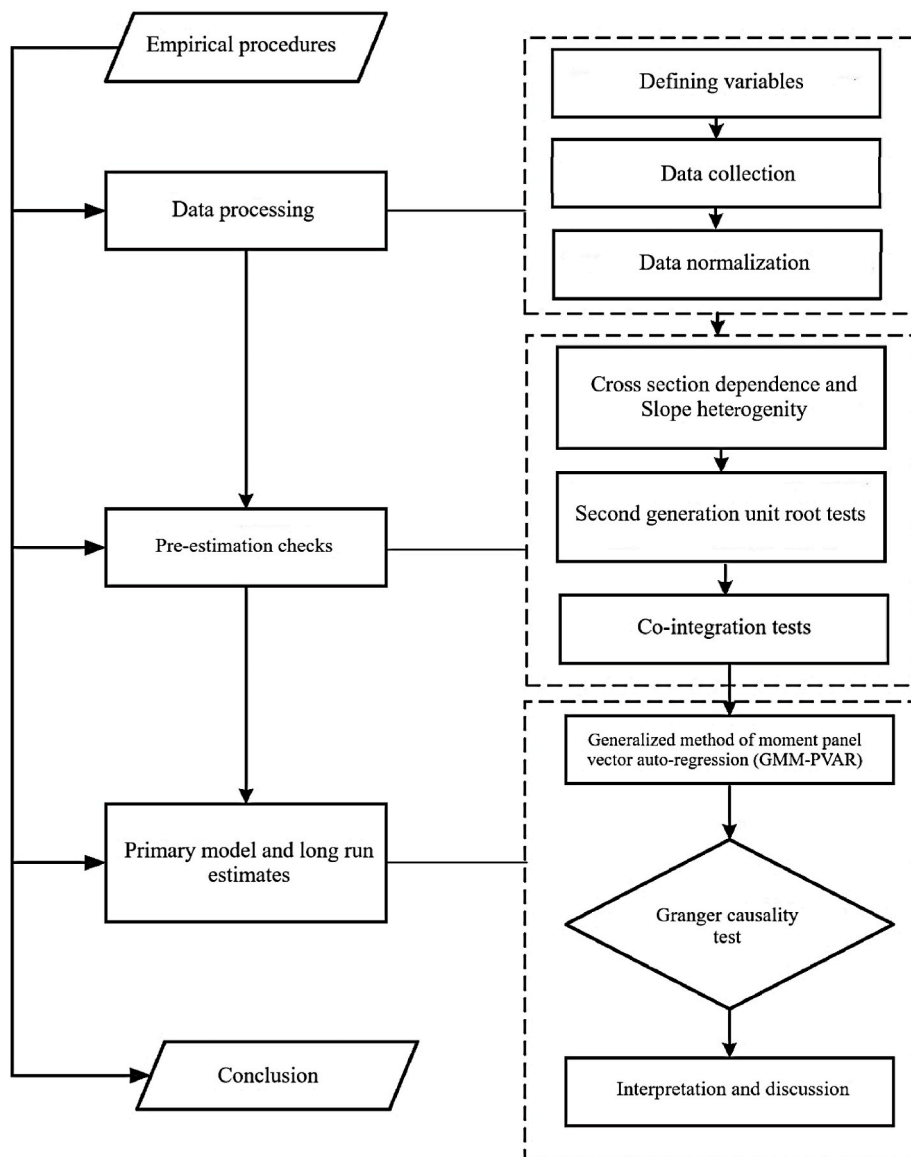 Empirical procedures
Data processing
Pre-estimation checks
Primary model and long run
estimates
Conclusion
Defining variables
Data collection
Data normalization
Cross section dependence and
Slope heterogenity
Second generation unit root tests
Co-integration tests
Generalized method of moment panel
vector auto-regression (GMM-PVAR)
Granger causality
test
Interpretation and discussion